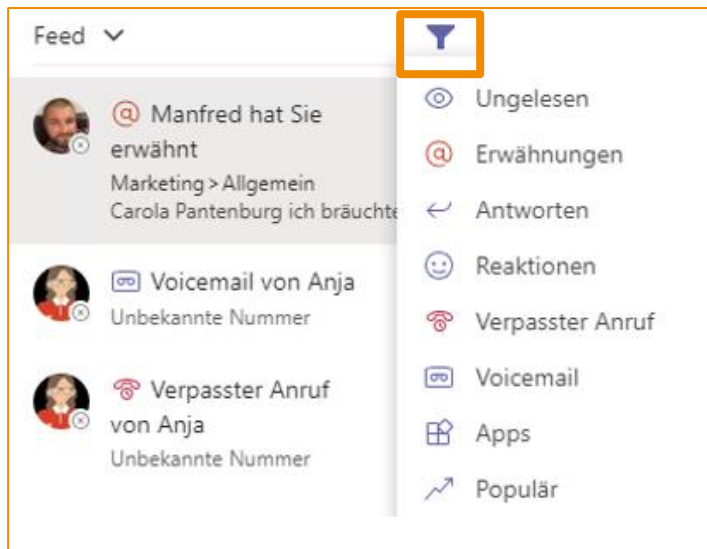 Feed
@ Manfred hat Sie
erwähnt
Marketing > Allgemein
Carola Pantenburg ich bräuchte
Voicemail von Anja
Unbekannte Nummer
Verpasster Anruf
von Anja
Unbekannte Nummer
Ungelesen
@ Erwähnungen
Antworten
Reaktionen
Verpasster Anruf
Voicemail
Apps
Populär